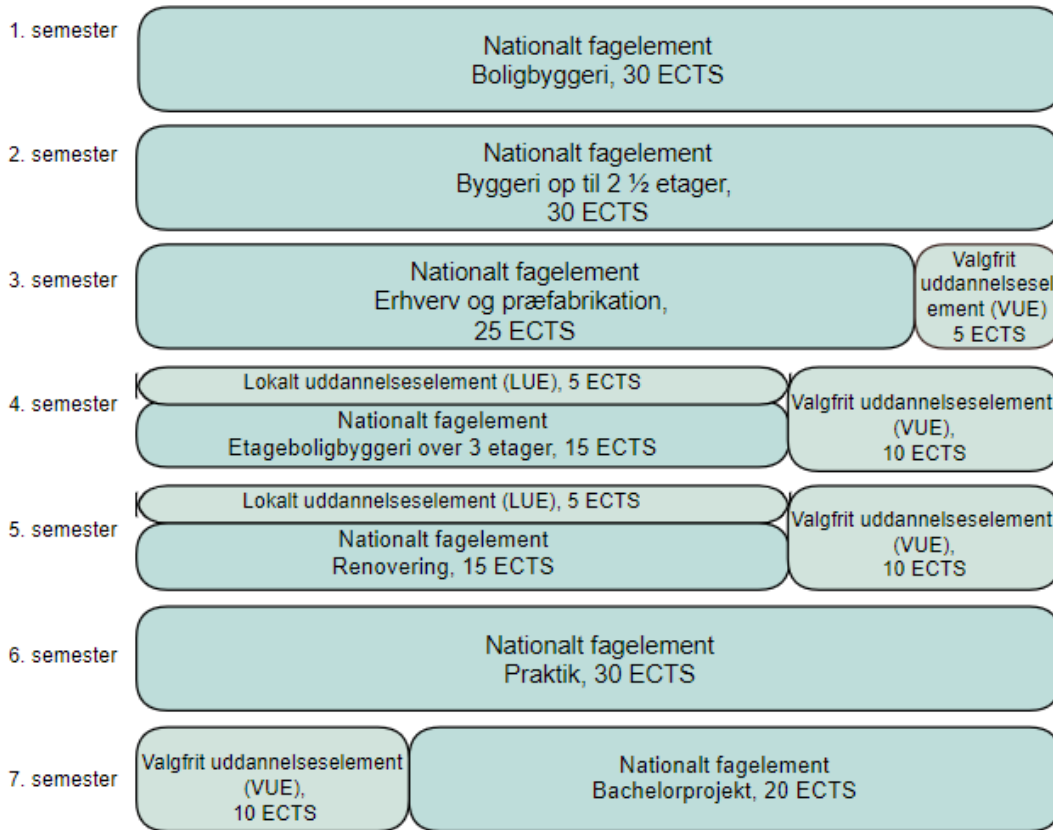 1. semester
Nationalt fagelement
Boligbyggeri, 30 ECTS
2. semester
Nationalt fagelement
Byggeri op til 2 ½ etager,
30 ECTS
3. semester
Nationalt fagelement
Erhverv og præfabrikation,
25 ECTS
Valgfrit
uddannelsesel
ement (VUE)
5 ECTS
4. semester
Lokalt uddannelseselement (LUE), 5 ECTS
Nationalt fagelement
Etageboligbyggeri over 3 etager, 15 ECTS
Valgfrit uddannelseselement
(VUE),
10 ECTS
5. semester
Lokalt uddannelseselement (LUE), 5 ECTS
Nationalt fagelement
Renovering, 15 ECTS
Valgfrit uddannelseselement
(VUE),
10 ECTS
6. semester
Nationalt fagelement
Praktik, 30 ECTS
7. semester
Valgfrit uddannelseselement
(VUE),
10 ECTS
Nationalt fagelement
Bachelorprojekt, 20 ECTS